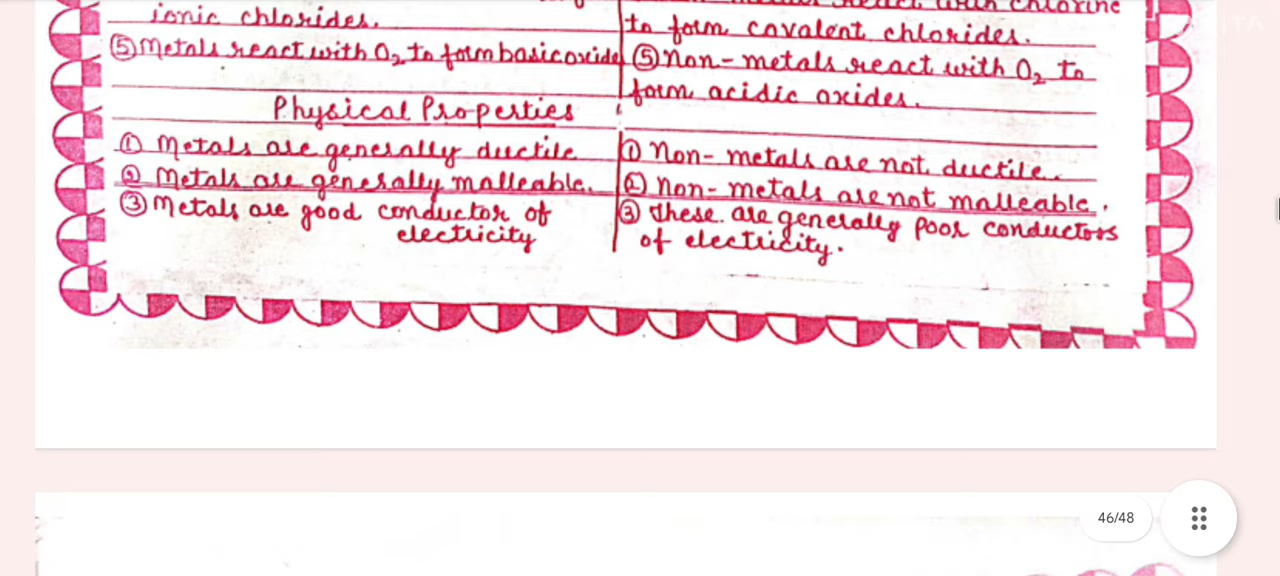 ionic chlorides.
⑤ Metals react with O₂ to form basic oxide
Physical Properties
① Metals are generally ductile
② Metals are generally malleable.
③ Metals are good conductor of
electricity
with chlorine
to form covalent chlorides.
⑤ Non-metals react with O₂ to
form acidic oxides.
① Non-metals are not ductile.
② Non-metals are not malleable.
③ These are generally poor conductors
of electricity.
46/48